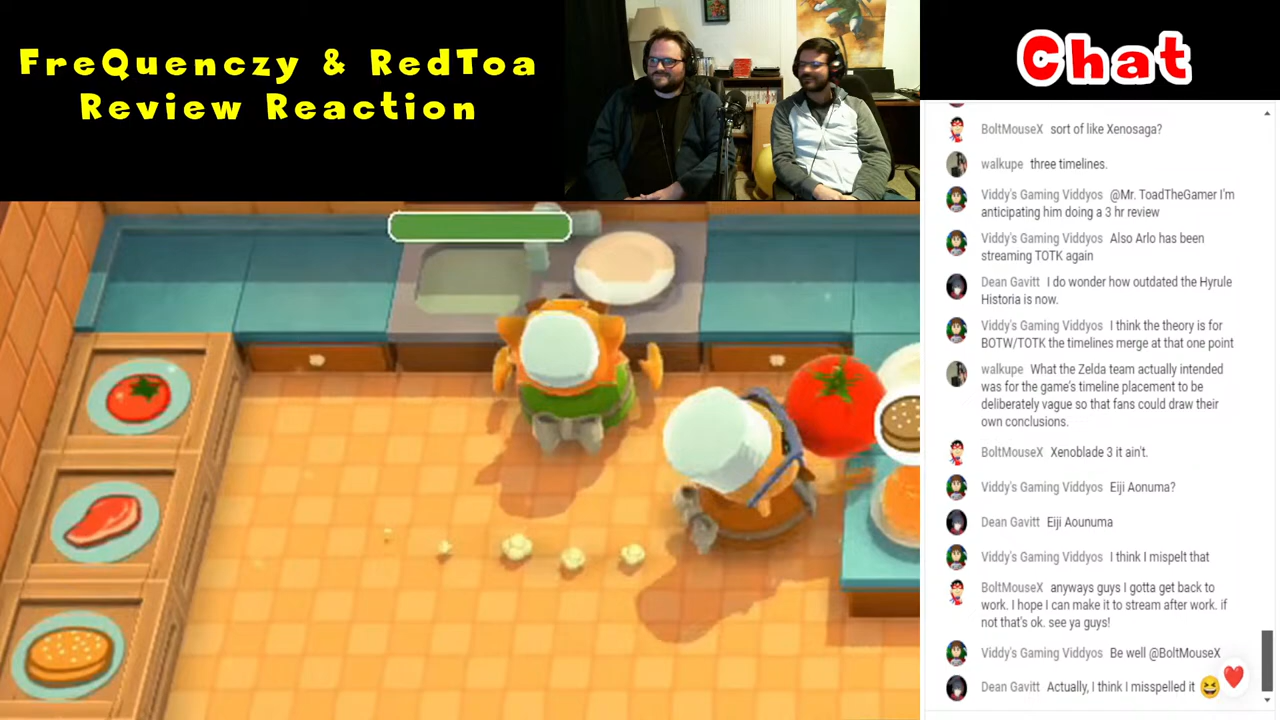 FreQuenczy & RedToa
Review Reaction
Chat
BoltMouseX sort of like Xenosaga?
walkupe three timelines.
Viddy's Gaming Viddyos @Mr. ToadTheGamer I'm
anticipating him doing a 3 hr review
Viddy's Gaming Viddyos Also Arlo has been
streaming TOTK again
Dean Gavitt I do wonder how outdated the Hyrule
Historia is now.
Viddy's Gaming Viddyos I think the theory is for
BOTW/TOTK the timelines merge at that one point
walkupe What the Zelda team actually intended
was for the game's timeline placement to be
deliberately vague so that fans could draw their
own conclusions.
BoltMouseX Xenoblade 3 it ain't.
Viddy's Gaming Viddyos Eiji Aonuma?
Dean Gavitt Eiji Aounuma
Viddy's Gaming Viddyos I think I mispelt that
BoltMouseX anyways guys I gotta get back to
work. I hope I can make it to stream after work. if
not that's ok. see ya guys!
Viddy's Gaming Viddyos Be well @BoltMouseX
Dean Gavitt Actually, I think I misspelled it 😆